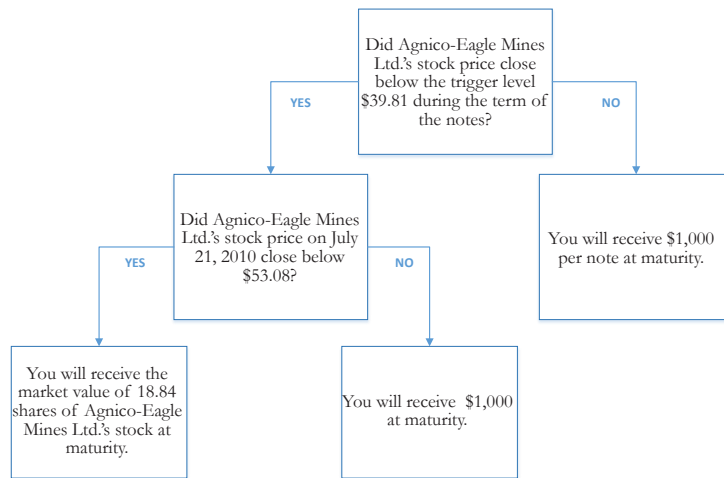 Did Agnico-Eagle Mines
Ltd.'s stock price close
below the trigger level
$39.81 during the term of
the notes?
YES
NO
Did Agnico-Eagle Mines
Ltd.'s stock price on July
21, 2010 close below
$53.08?
You will receive $1,000
per note at maturity.
YES
NO
You will receive the
market value of 18.84
shares of Agnico-Eagle
Mines Ltd.'s stock at
maturity.
You will receive $1,000
at maturity.